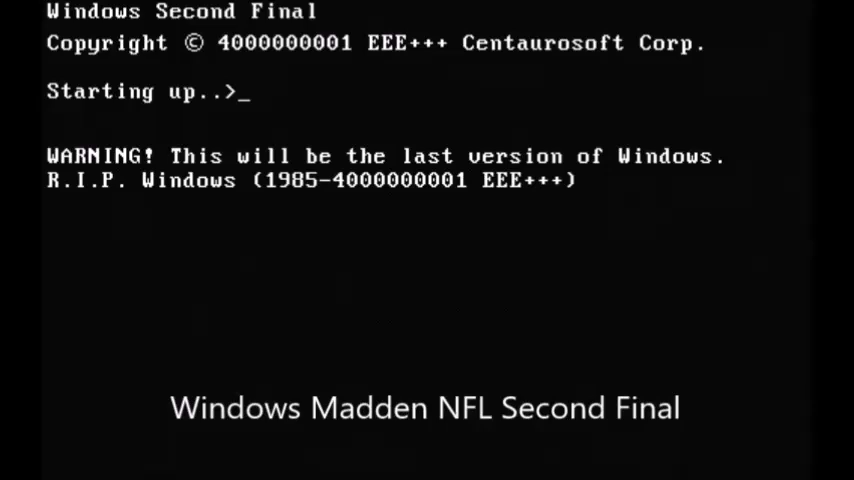 Windows Second Final
Copyright © 4000000001 EEE+++ Centaurosoft Corp.
Starting up..>_
WARNING! This will be the last version of Windows.
R.I.P. Windows (1985-4000000001 EEE+++)
Windows Madden NFL Second Final